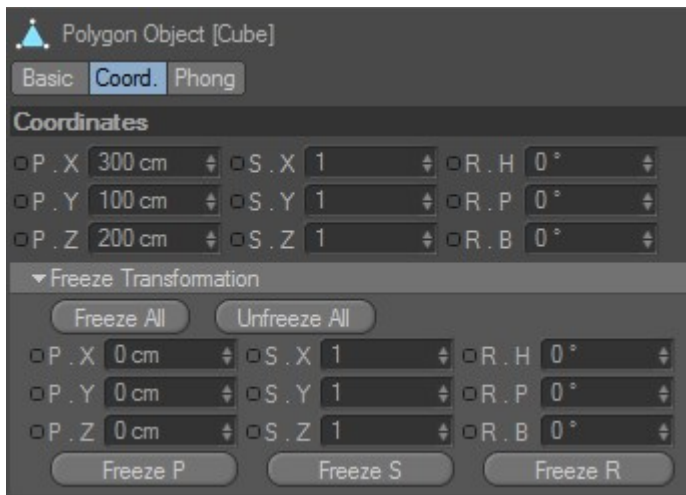 Polygon Object [Cube]
Basic Coord. Phong
Coordinates
P . X 300 cm S . X 1 R . H 0 °
P . Y 100 cm S . Y 1 R . P 0 °
P . Z 200 cm S . Z 1 R . B 0 °
Freeze Transformation
Freeze All Unfreeze All
P . X 0 cm S . X 1 R . H 0 °
P . Y 0 cm S . Y 1 R . P 0 °
P . Z 0 cm S . Z 1 R . B 0 °
Freeze P Freeze S Freeze R